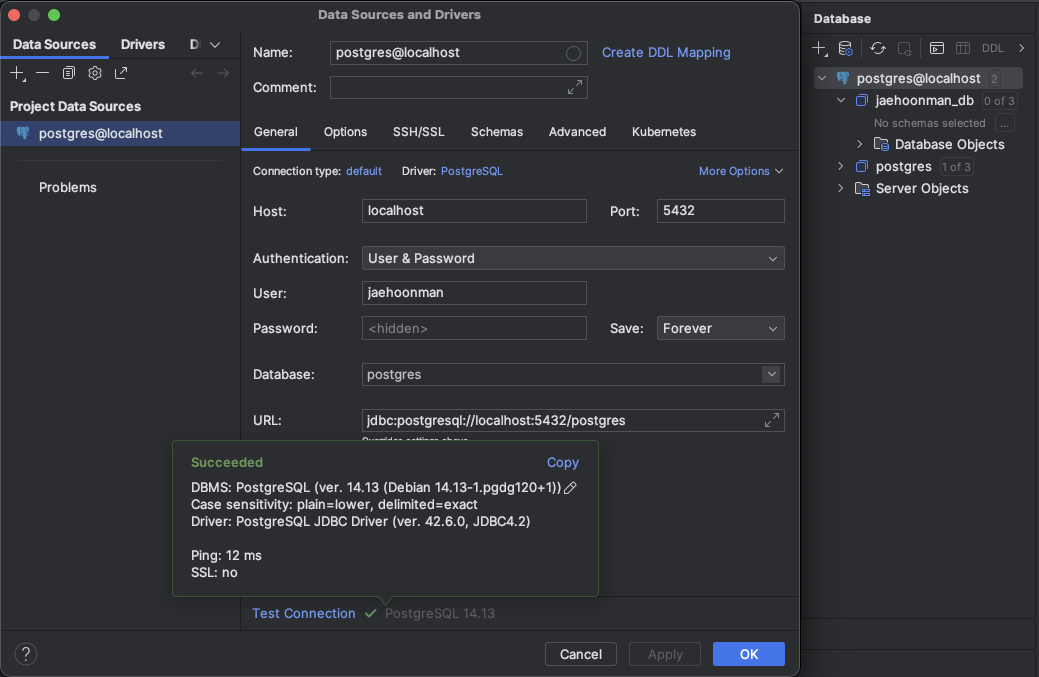 Data Sources and Drivers
Data Sources Drivers D
Project Data Sources
postgres@localhost
Problems
Name: postgres@localhost Create DDL Mapping
Comment:
General Options SSH/SSL Schemas Advanced Kubernetes
Connection type: default Driver: PostgreSQL More Options
Host: localhost Port: 5432
Authentication: User & Password
User: jaehoonman
Password: <hidden> Save: Forever
Database: postgres
URL: jdbc:postgresql://localhost:5432/postgres
Overrides settings above
Succeeded Copy
DBMS: PostgreSQL (ver. 14.13 (Debian 14.13-1.pgdg120+1))
Case sensitivity: plain=lower, delimited=exact
Driver: PostgreSQL JDBC Driver (ver. 42.6.0, JDBC4.2)
Ping: 12 ms
SSL: no
Test Connection PostgreSQL 14.13
? Cancel Apply OK
Database
DDL
postgres@localhost 2
jaehoonman_db 0 of 3
No schemas selected ...
Database Objects
postgres 1 of 3
Server Objects